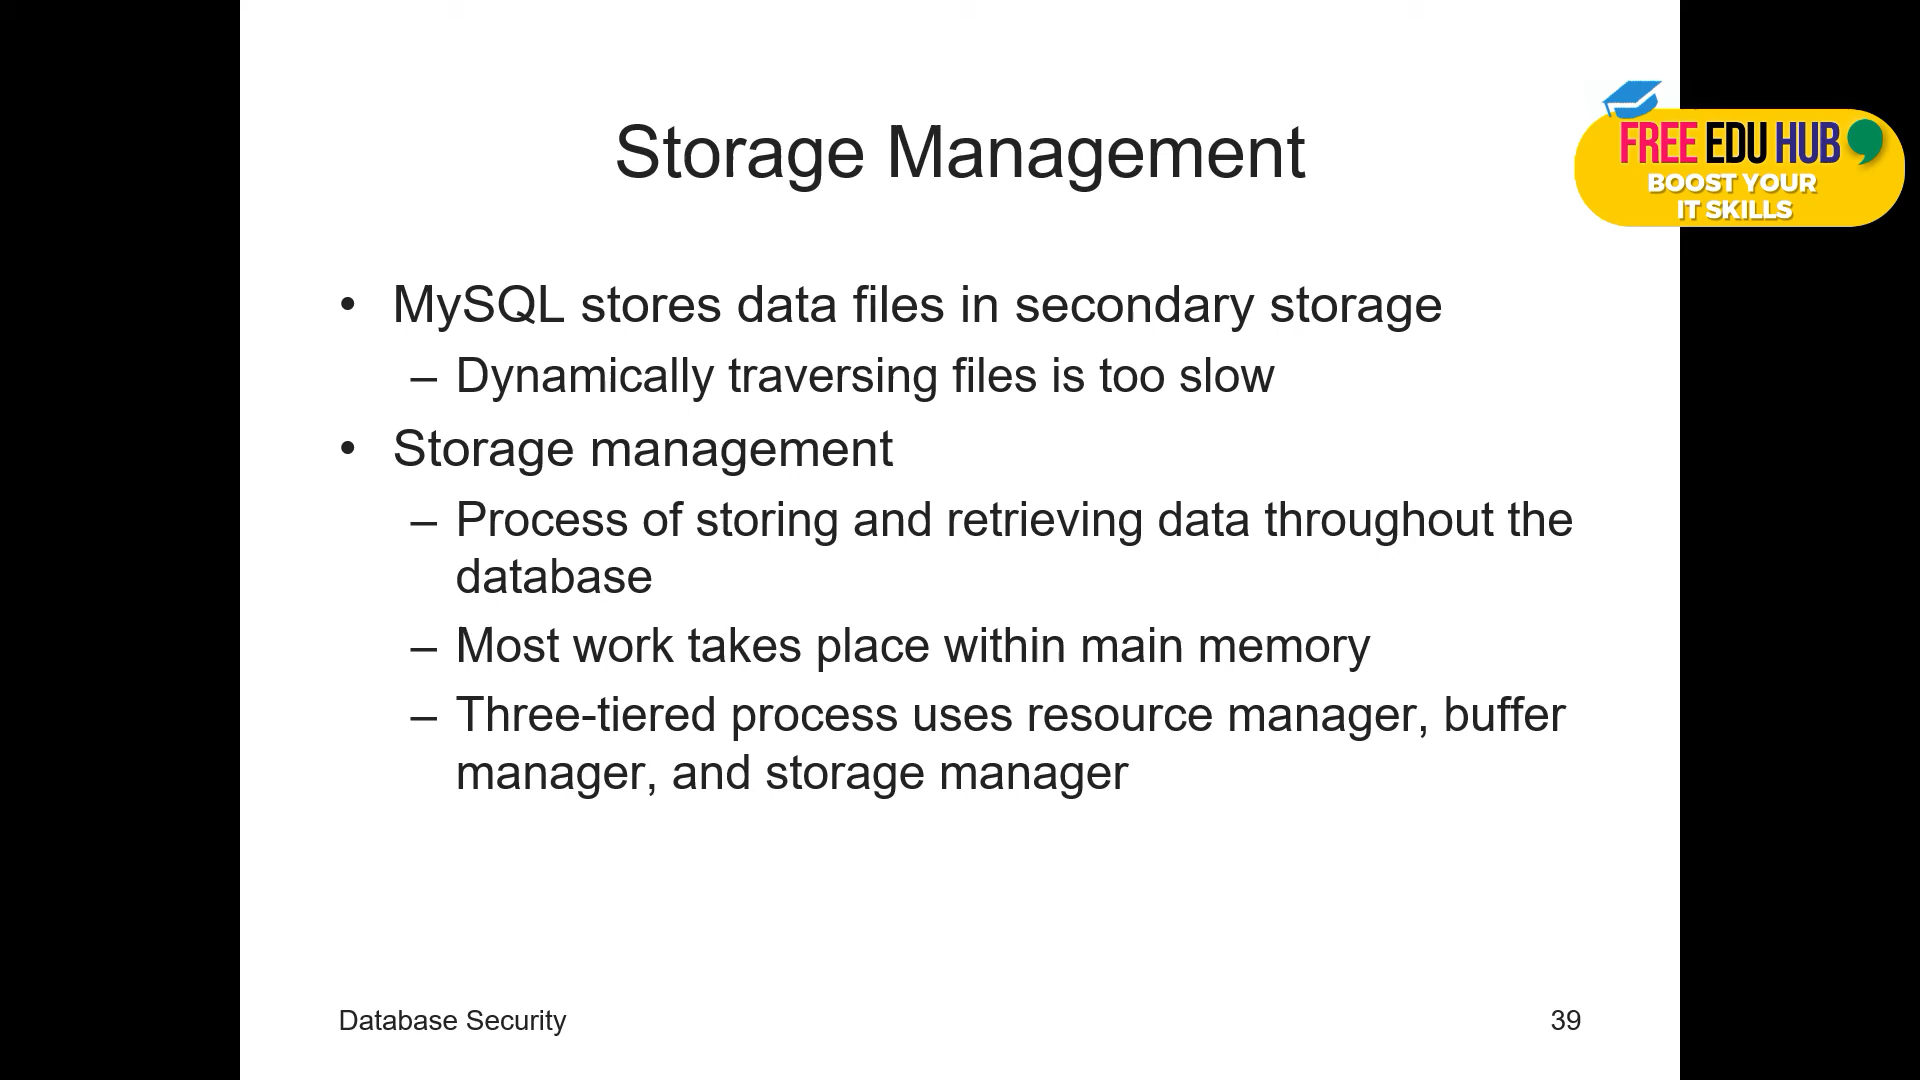 Storage Management
FREE EDU HUB
BOOST YOUR
IT SKILLS
• MySQL stores data files in secondary storage
– Dynamically traversing files is too slow
• Storage management
– Process of storing and retrieving data throughout the
database
– Most work takes place within main memory
– Three-tiered process uses resource manager, buffer
manager, and storage manager
Database Security
39